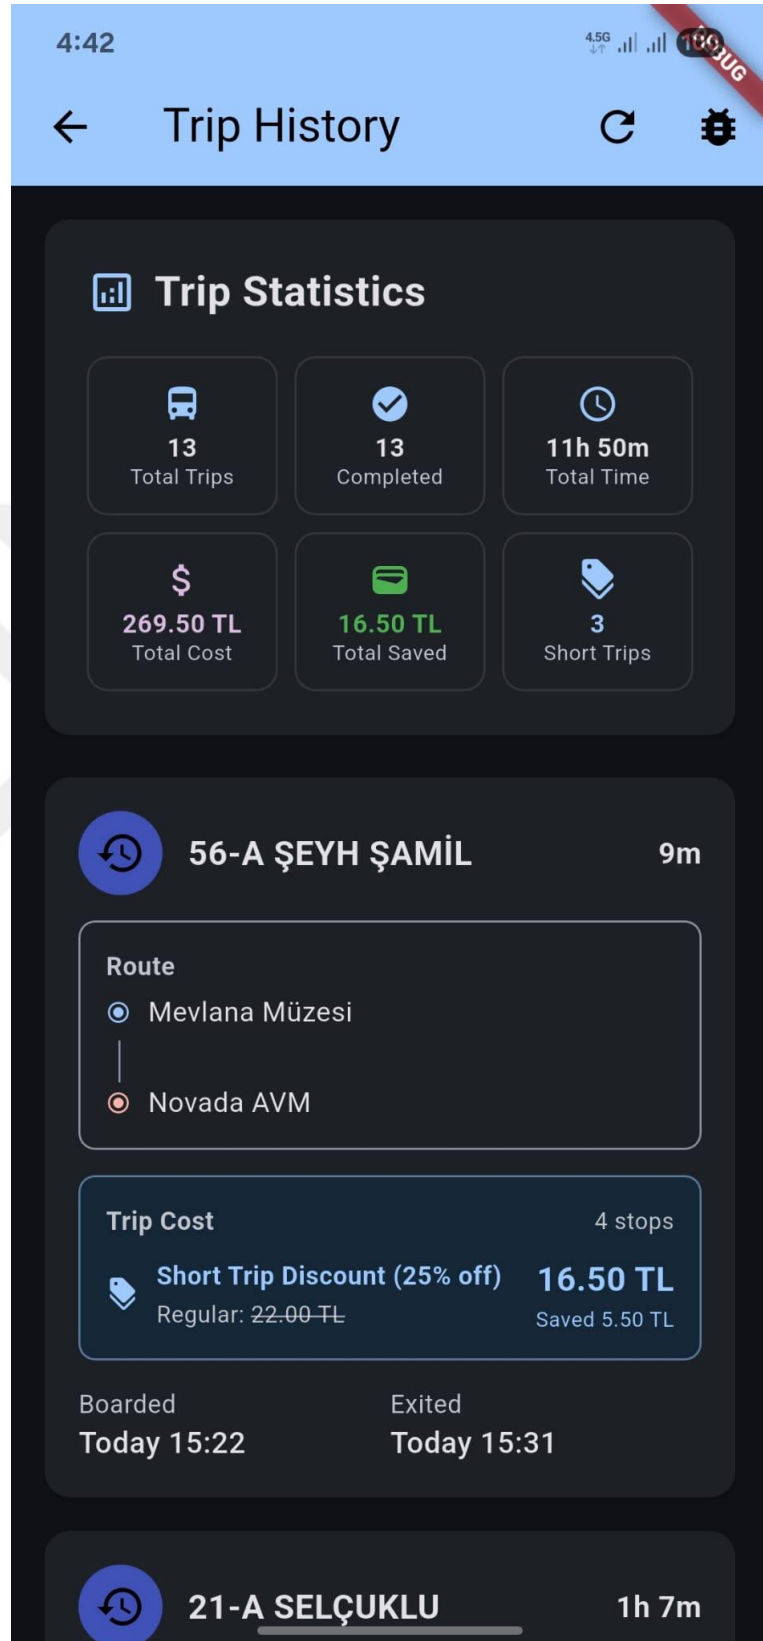 4:42
4.5G
Trip History
Trip Statistics
13
Total Trips
13
Completed
11h 50m
Total Time
269.50 TL
Total Cost
16.50 TL
Total Saved
3
Short Trips
56-A ŞEYH ŞAMİL
9m
Route
Mevlana Müzesi
Novada AVM
Trip Cost
4 stops
Short Trip Discount (25% off)
16.50 TL
Regular: 22.00 TL
Saved 5.50 TL
Boarded
Exited
Today 15:22
Today 15:31
21-A SELÇUKLU
1h 7m